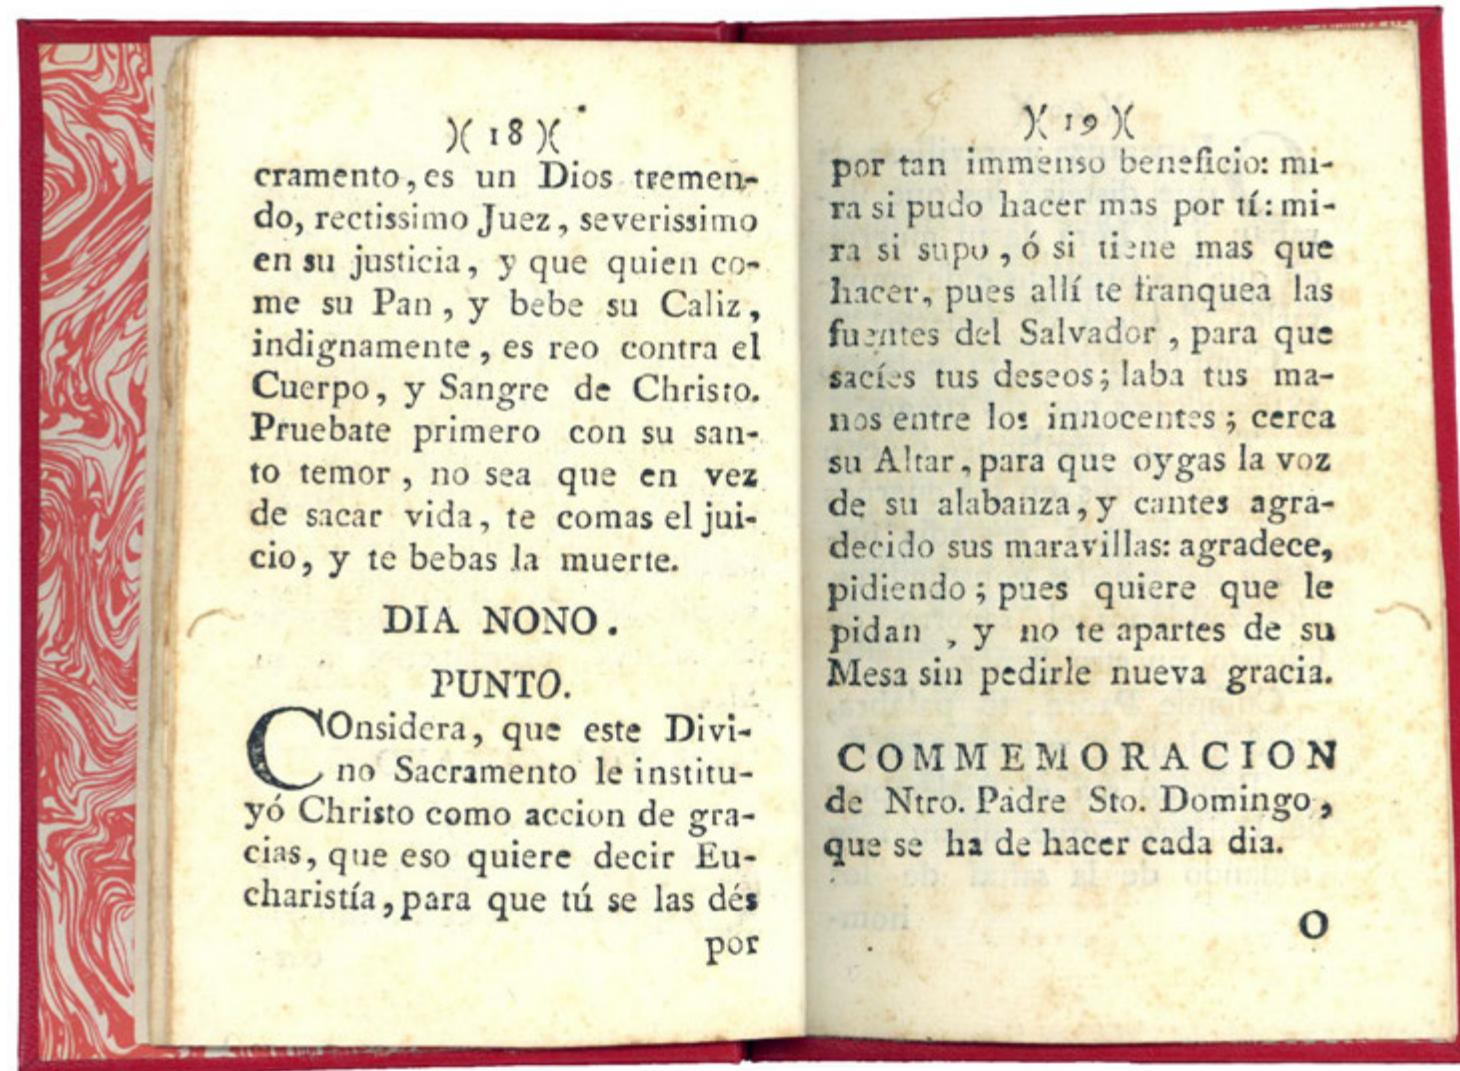 )( 18 )(
cramento, es un Dios tremen-
do, rectissimo Juez, severissimo
en su justicia, y que quien co-
me su Pan, y bebe su Caliz,
indignamente, es reo contra el
Cuerpo, y Sangre de Christo.
Pruebate primero con su san-
to temor, no sea que en vez
de sacar vida, te comas el jui-
cio, y te bebas la muerte.
DIA NONO.
PUNTO.
COnsidera, que este Divi-
no Sacramento le institu-
yó Christo como accion de gra-
cias, que eso quiere decir Eu-
charistía, para que tú se las dés
por
)( 19 )(
por tan immenso beneficio: mi-
ra si pudo hacer mas por tí: mi-
ra si supo, ó si tiene mas que
hacer, pues allí te franquea las
fuentes del Salvador, para que
sacíes tus deseos; laba tus ma-
nos entre los innocentes; cerca
su Altar, para que oygas la voz
de su alabanza, y cantes agra-
decido sus maravillas: agradece,
pidiendo; pues quiere que le
pidan, y no te apartes de su
Mesa sin pedirle nueva gracia.
COMMEMORACION
de Ntro. Padre Sto. Domingo,
que se ha de hacer cada dia.
O